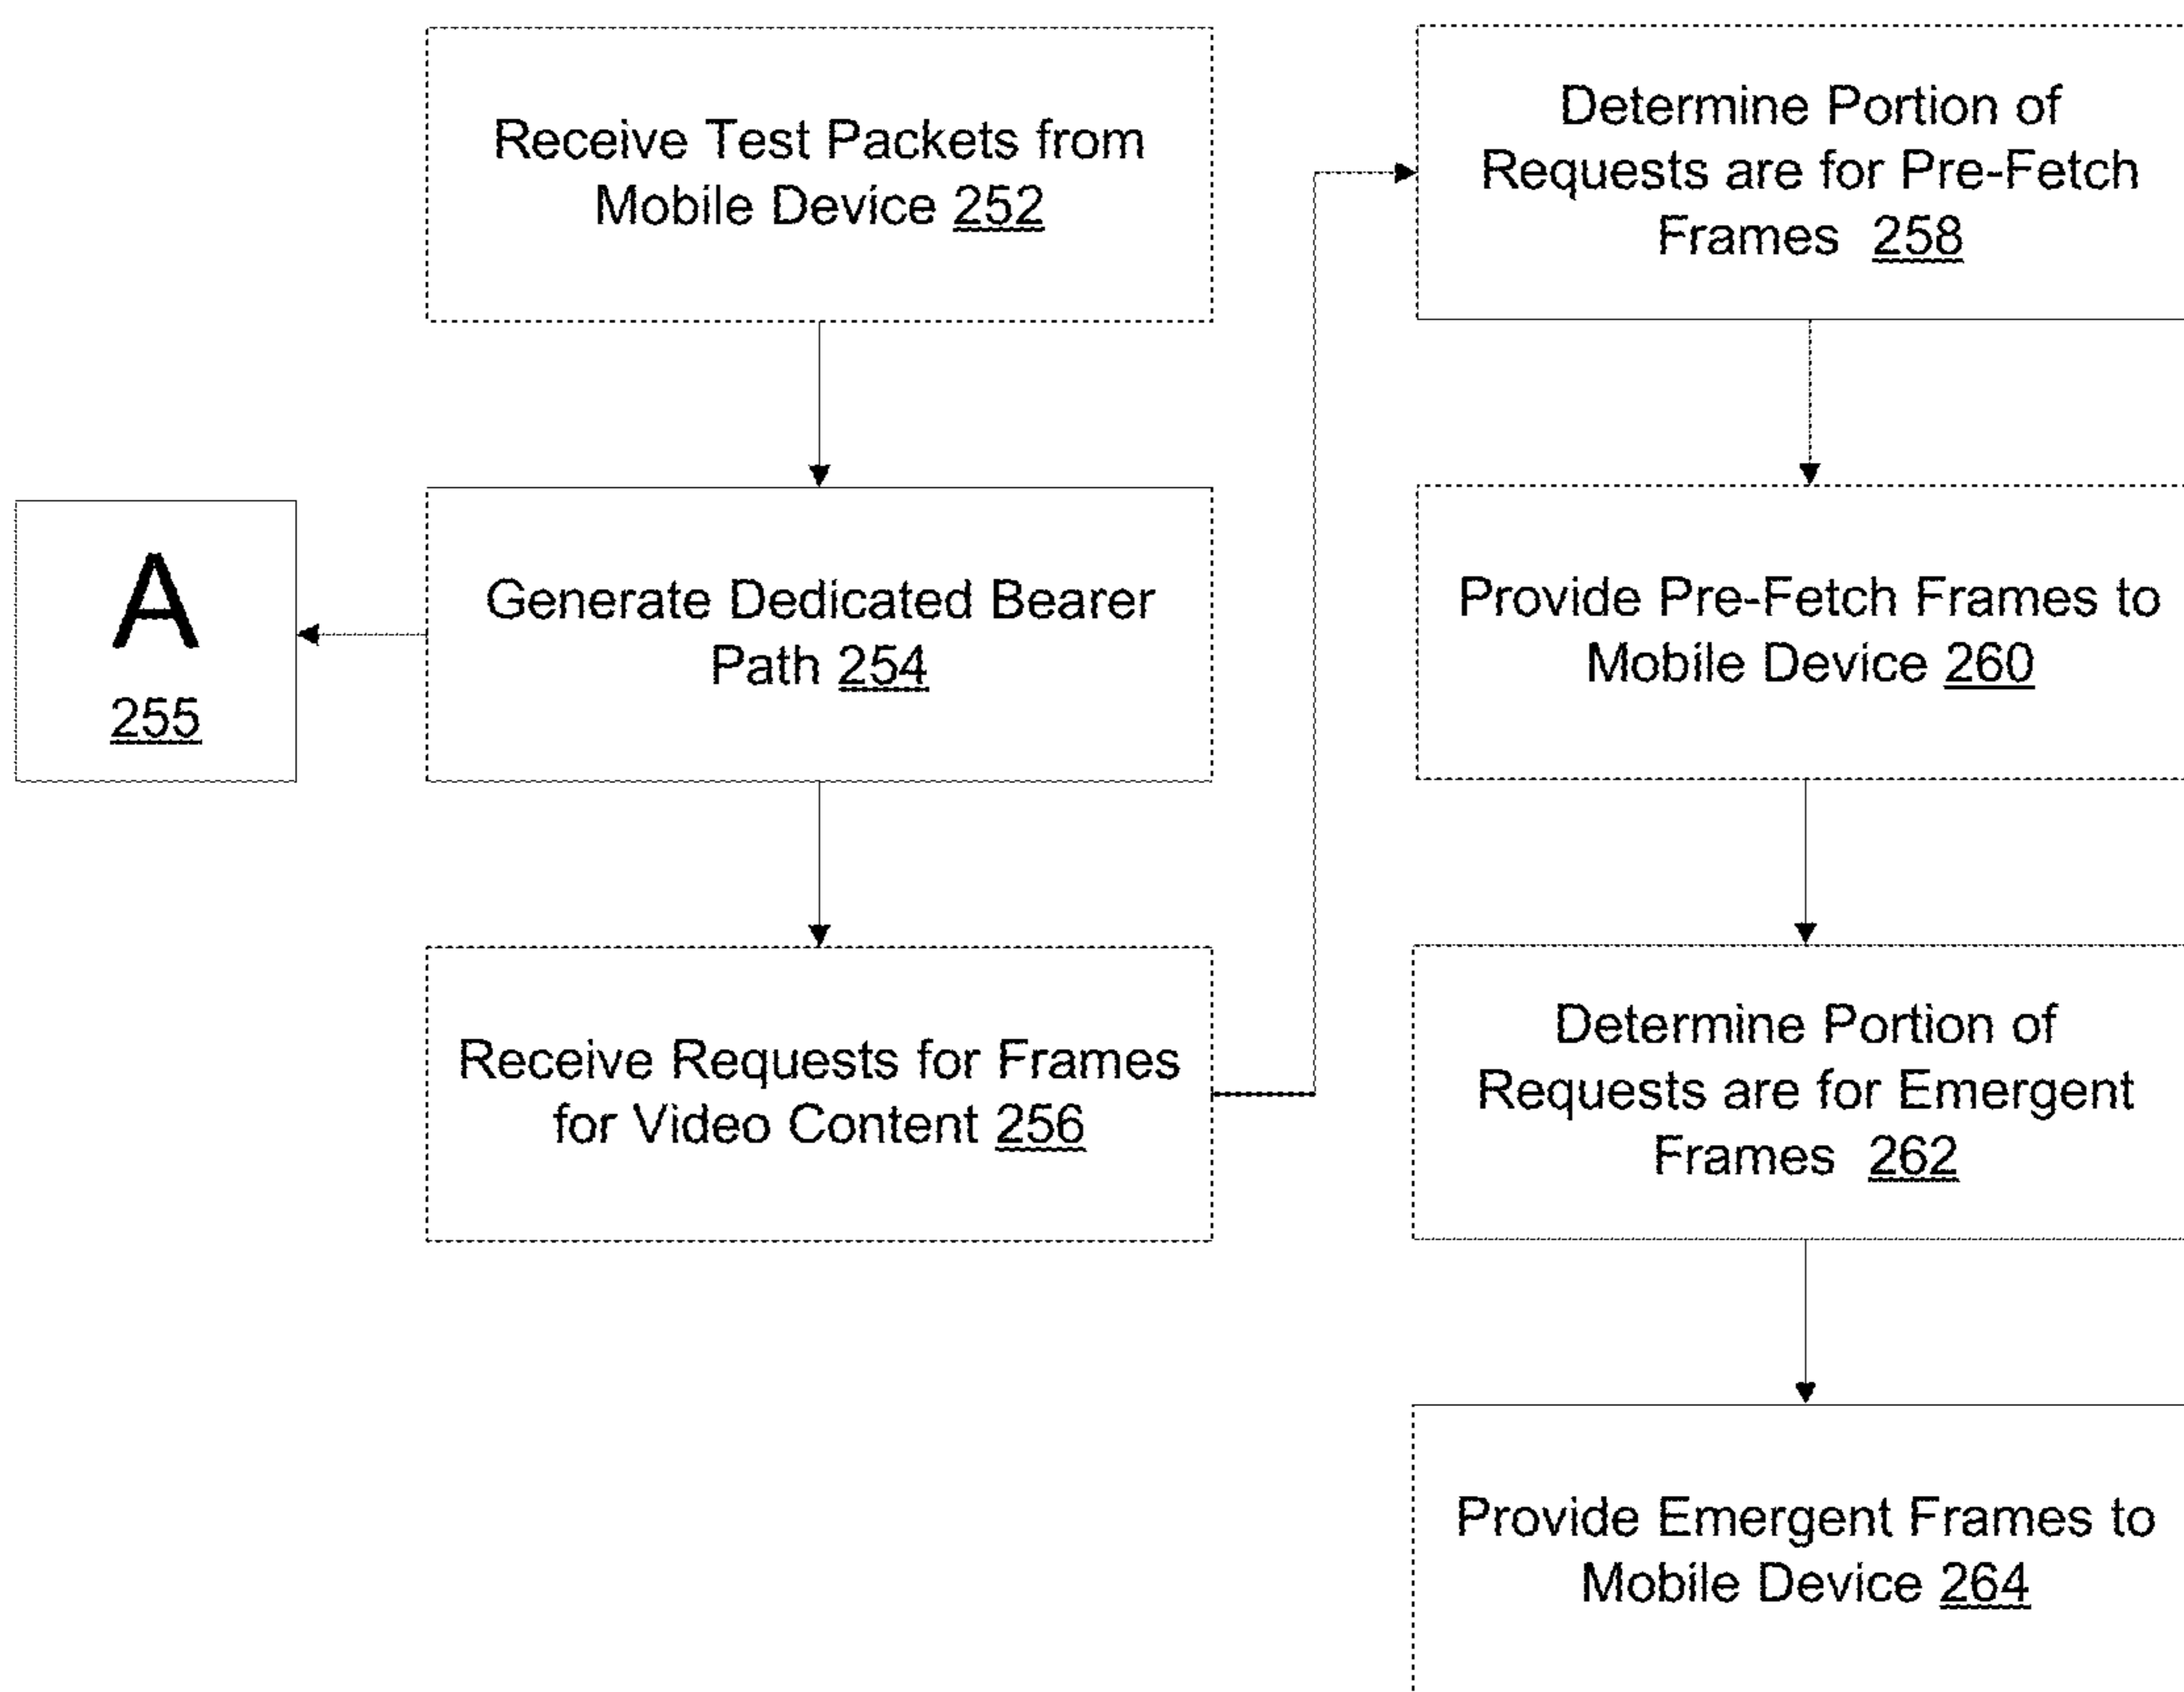 Receive Test Packets from
Mobile Device 252
A
255
Generate Dedicated Bearer
Path 254
Receive Requests for Frames
for Video Content 256
Determine Portion of
Requests are for Pre-Fetch
Frames 258
Provide Pre-Fetch Frames to
Mobile Device 260
Determine Portion of
Requests are for Emergent
Frames 262
Provide Emergent Frames to
Mobile Device 264